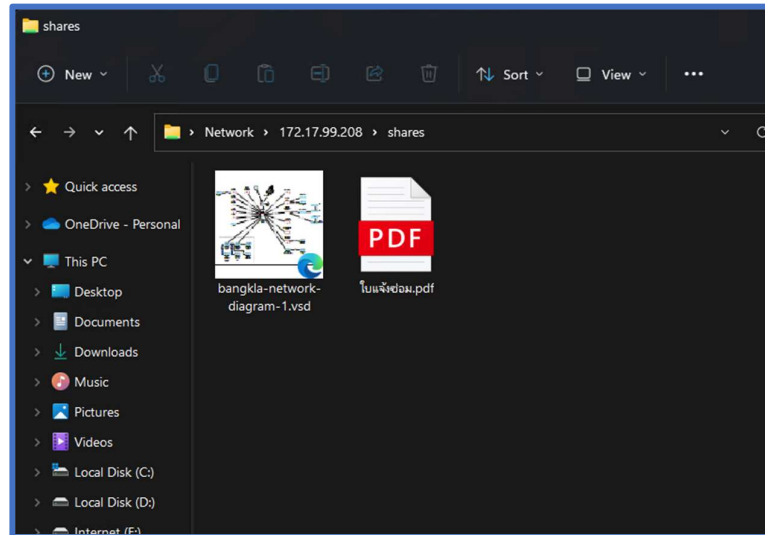 shares
New
Sort
View
Network > 172.17.99.208 > shares
Quick access
OneDrive - Personal
This PC
Desktop
Documents
Downloads
Music
Pictures
Videos
Local Disk (C:)
Local Disk (D:)
Internet (E:)
bangkla-network-
diagram-1.vsd
PDF
ใบแจ้งซ่อม.pdf